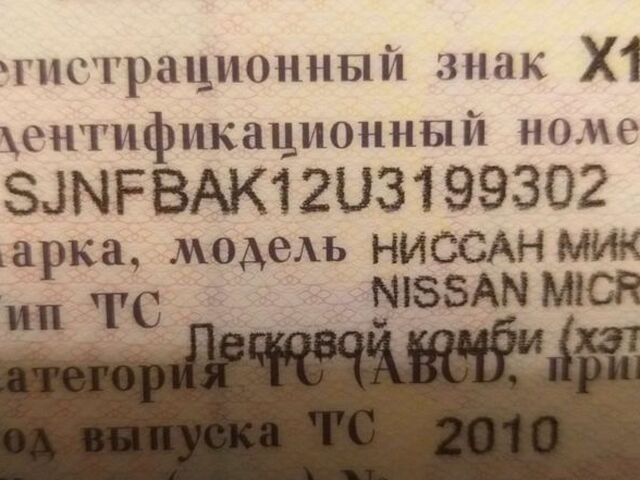 егистрационный знак X1
дентификационный номе
SJNFBAK12U3199302
арка, модель НИССАН МИК
ип ТС NISSAN MICR
Легковой комби (хэт
атегория ТС (ABCD, при
од выпуска ТС 2010